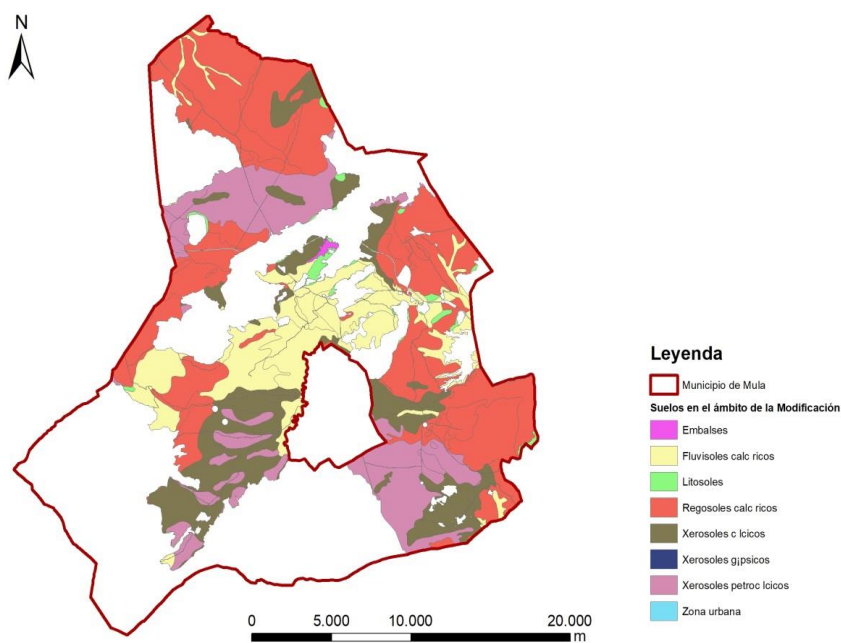 N
Leyenda
Municipio de Mula
Suelos en el ámbito de la Modificación
Embalses
Fluvisoles calc ricos
Litosoles
Regosoles calc ricos
Xerosoles c lcicos
Xerosoles g¡psicos
Xerosoles petroc lcicos
Zona urbana
0 5.000 10.000 20.000
m